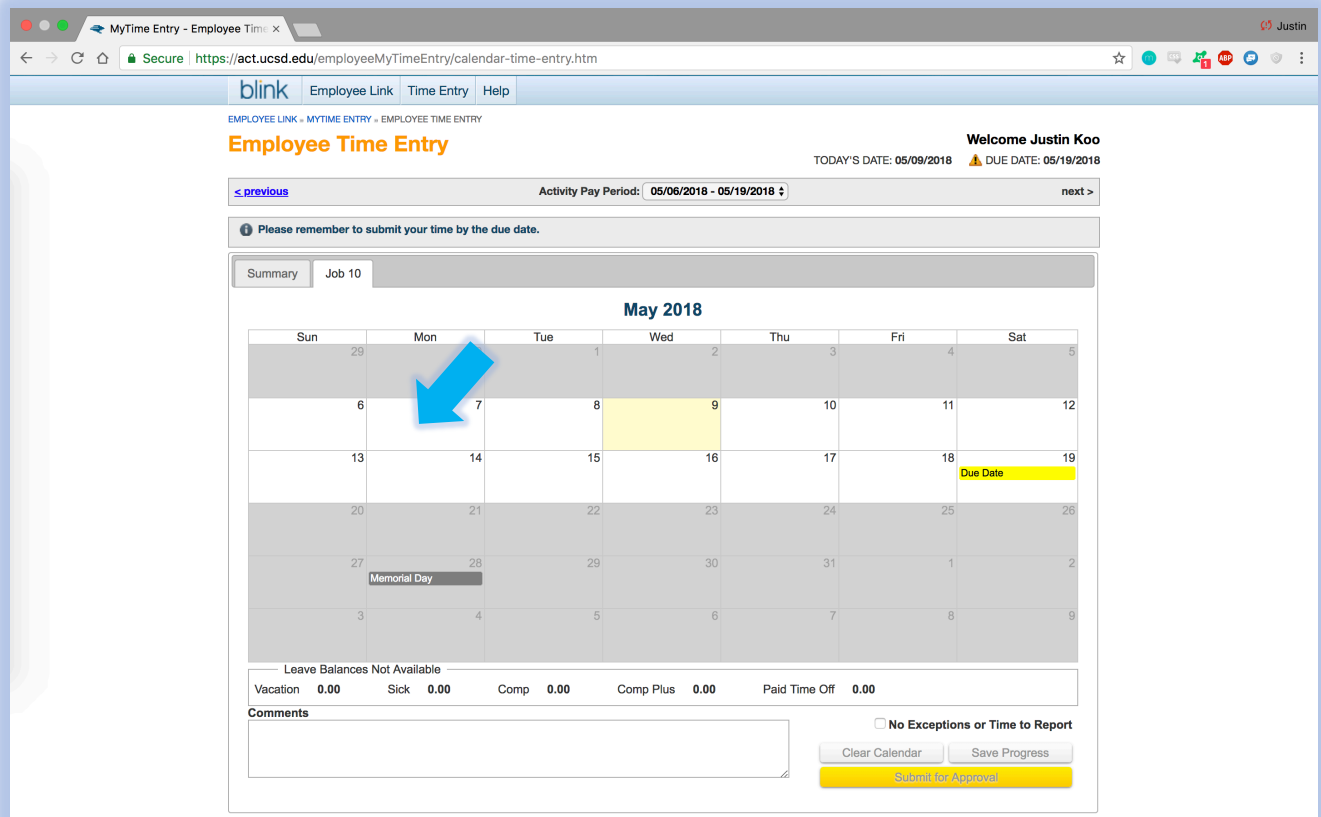 MyTime Entry - Employee Time
Justin
Secure https://act.ucsd.edu/employeeMyTimeEntry/calendar-time-entry.htm
1 ABP
blink Employee Link Time Entry Help
EMPLOYEE LINK » MYTIME ENTRY » EMPLOYEE TIME ENTRY
Employee Time Entry
Welcome Justin Koo
TODAY'S DATE: 05/09/2018 DUE DATE: 05/19/2018
< previous Activity Pay Period: 05/06/2018 - 05/19/2018 next >
Please remember to submit your time by the due date.
Summary Job 10
May 2018
Sun Mon Tue Wed Thu Fri Sat
29 1 2 3 4 5
6 7 8 9 10 11 12
13 14 15 16 17 18 19
Due Date
20 21 22 23 24 25 26
27 28 29 30 31 1 2
Memorial Day
3 4 5 6 7 8 9
Leave Balances Not Available
Vacation 0.00 Sick 0.00 Comp 0.00 Comp Plus 0.00 Paid Time Off 0.00
Comments
No Exceptions or Time to Report
Clear Calendar Save Progress
Submit for Approval